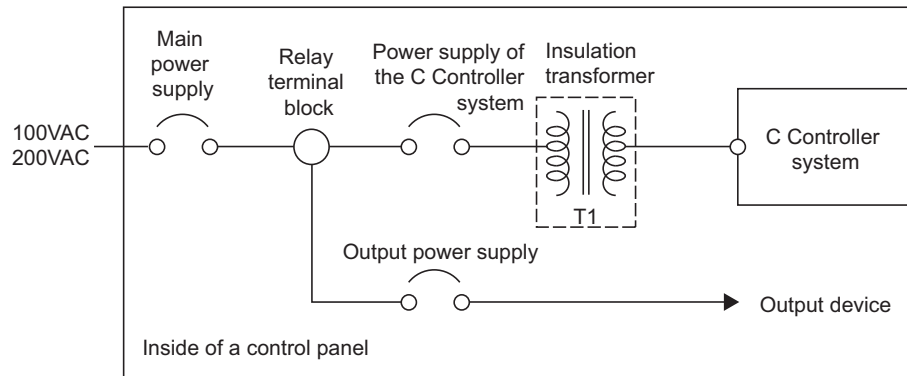 Main
power
supply
Relay
terminal
block
Power supply of
the C Controller
system
Insulation
transformer
100VAC
200VAC
C Controller
system
T1
Output power supply
Output device
Inside of a control panel